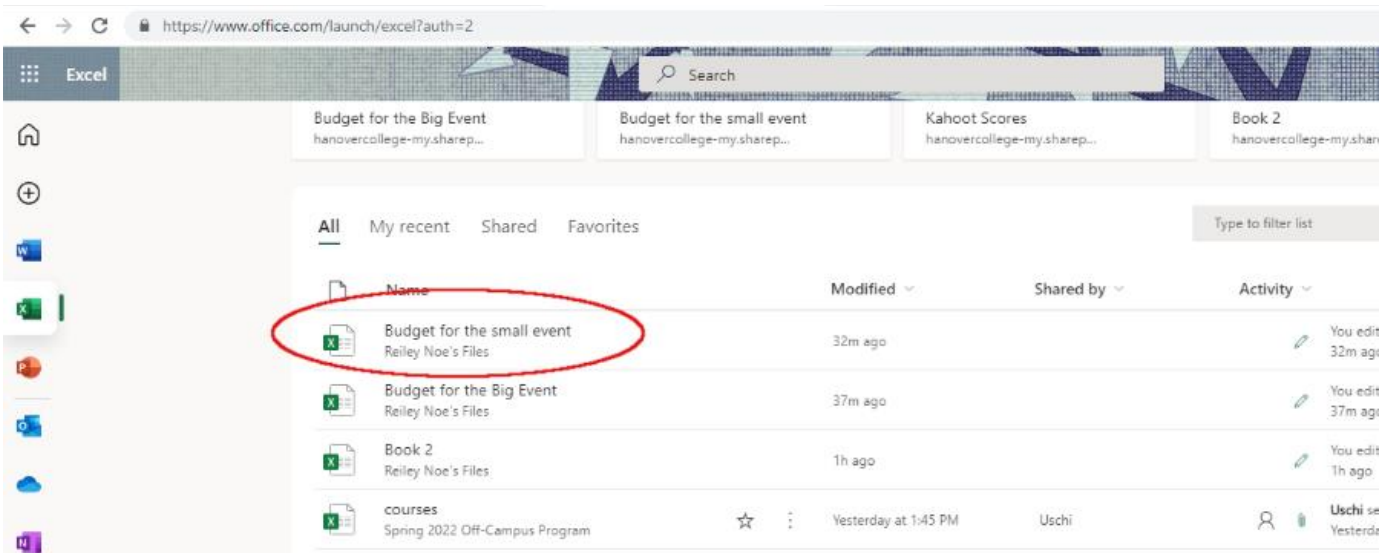 https://www.office.com/launch/excel?auth=2
Excel
Search
Budget for the Big Event
hanovercollege-my.sharep...
Budget for the small event
hanovercollege-my.sharep...
Kahoot Scores
hanovercollege-my.sharep...
Book 2
hanovercollege-my.shar
All My recent Shared Favorites
Type to filter list
Name Modified Shared by Activity
Budget for the small event
Reiley Noe's Files
32m ago
You edit
32m ago
Budget for the Big Event
Reiley Noe's Files
37m ago
You edit
37m ago
Book 2
Reiley Noe's Files
1h ago
You edit
1h ago
courses
Spring 2022 Off-Campus Program
Yesterday at 1:45 PM
Uschi
Uschi se
Yesterda